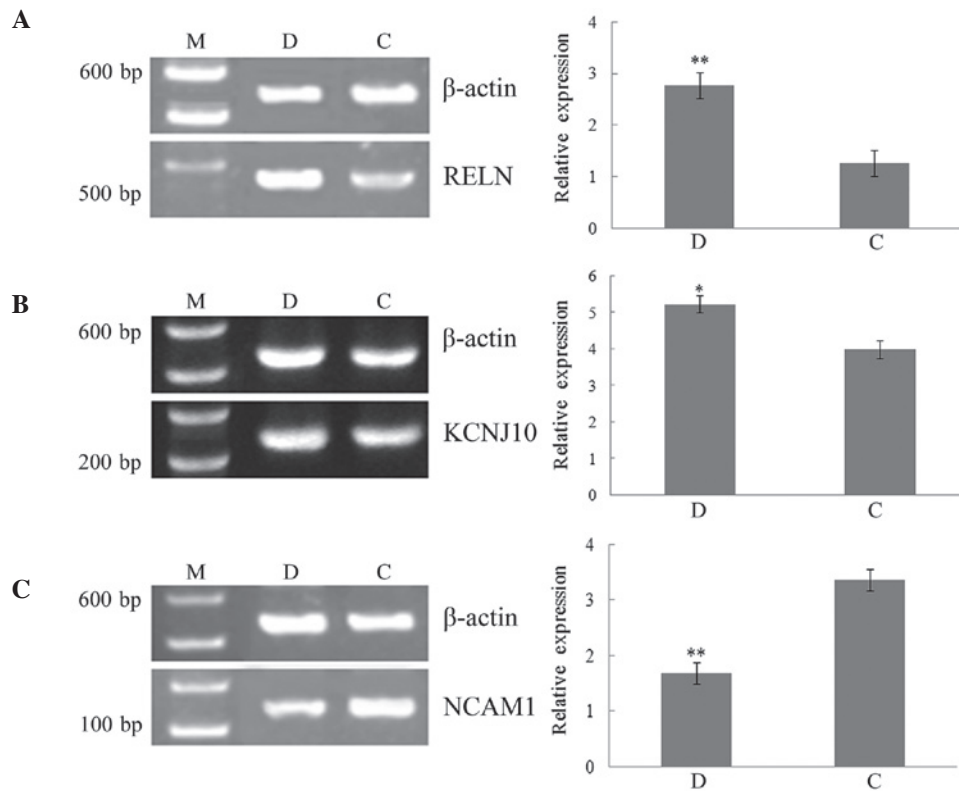 A
M D C
600 bp
β-actin
500 bp
RELN
Relative expression
4
3
2
1
0
**
D C
B
M D C
600 bp
β-actin
200 bp
KCNJ10
Relative expression
6
5
4
3
2
1
0
*
D C
C
M D C
600 bp
β-actin
100 bp
NCAM1
Relative expression
4
3
2
1
0
**
D C